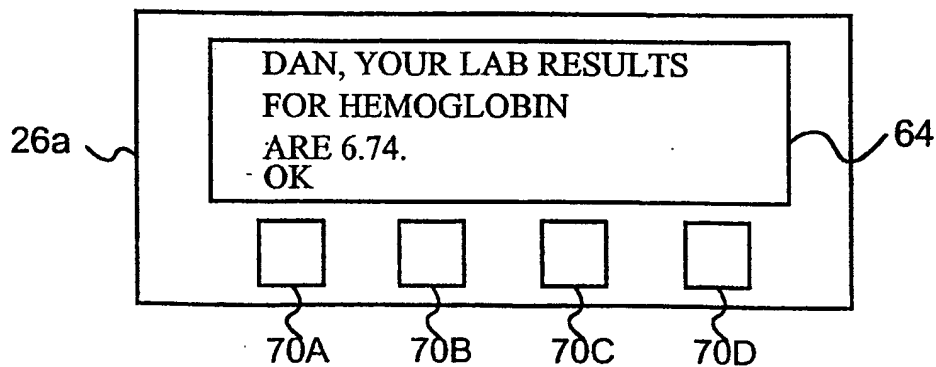 DAN, YOUR LAB RESULTS
FOR HEMOGLOBIN
26a
64
ARE 6.74.
OK
70A 70B 70C 70D